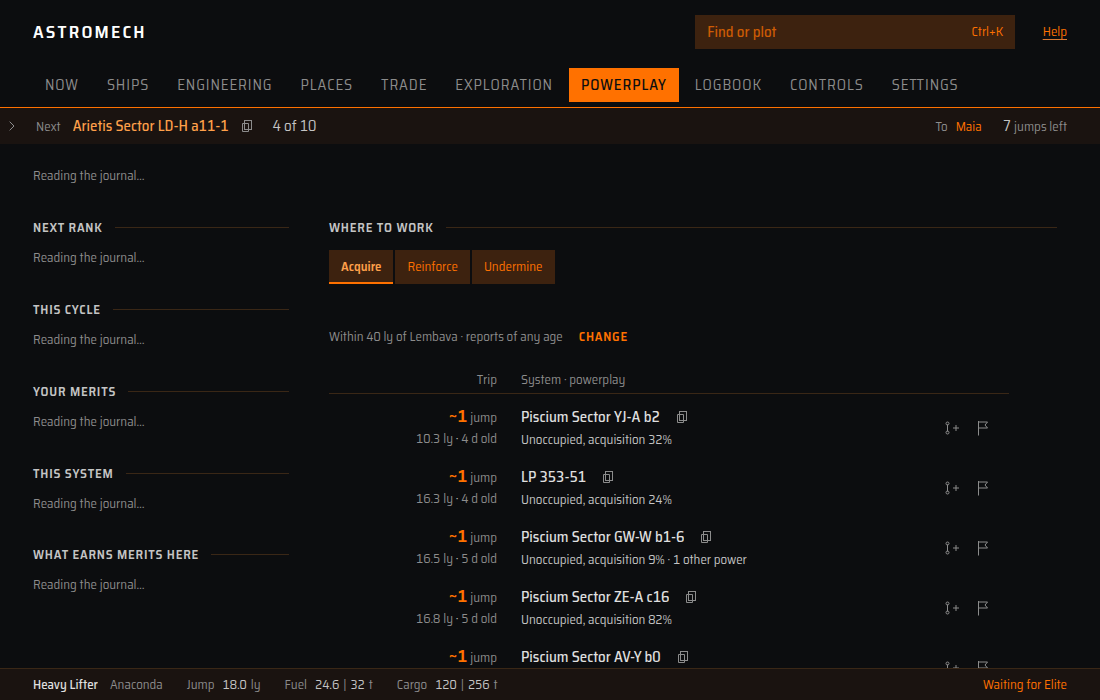 ASTROMECH
Find or plot Ctrl+K
Help
NOW SHIPS ENGINEERING PLACES TRADE EXPLORATION POWERPLAY LOGBOOK CONTROLS SETTINGS
Next Arietis Sector LD-H a11-1 4 of 10
To Maia 7 jumps left
Reading the journal...
NEXT RANK
Reading the journal...
THIS CYCLE
Reading the journal...
YOUR MERITS
Reading the journal...
THIS SYSTEM
Reading the journal...
WHAT EARNS MERITS HERE
Reading the journal...
WHERE TO WORK
Acquire Reinforce Undermine
Within 40 ly of Lembava · reports of any age CHANGE
Trip System · powerplay
~1 jump Piscium Sector YJ-A b2
10.3 ly · 4 d old Unoccupied, acquisition 32%
~1 jump LP 353-51
16.3 ly · 4 d old Unoccupied, acquisition 24%
~1 jump Piscium Sector GW-W b1-6
16.5 ly · 5 d old Unoccupied, acquisition 9% · 1 other power
~1 jump Piscium Sector ZE-A c16
16.8 ly · 5 d old Unoccupied, acquisition 82%
~1 jump Piscium Sector AV-Y b0
Heavy Lifter Anaconda Jump 18.0 ly Fuel 24.6 | 32 t Cargo 120 | 256 t
Waiting for Elite